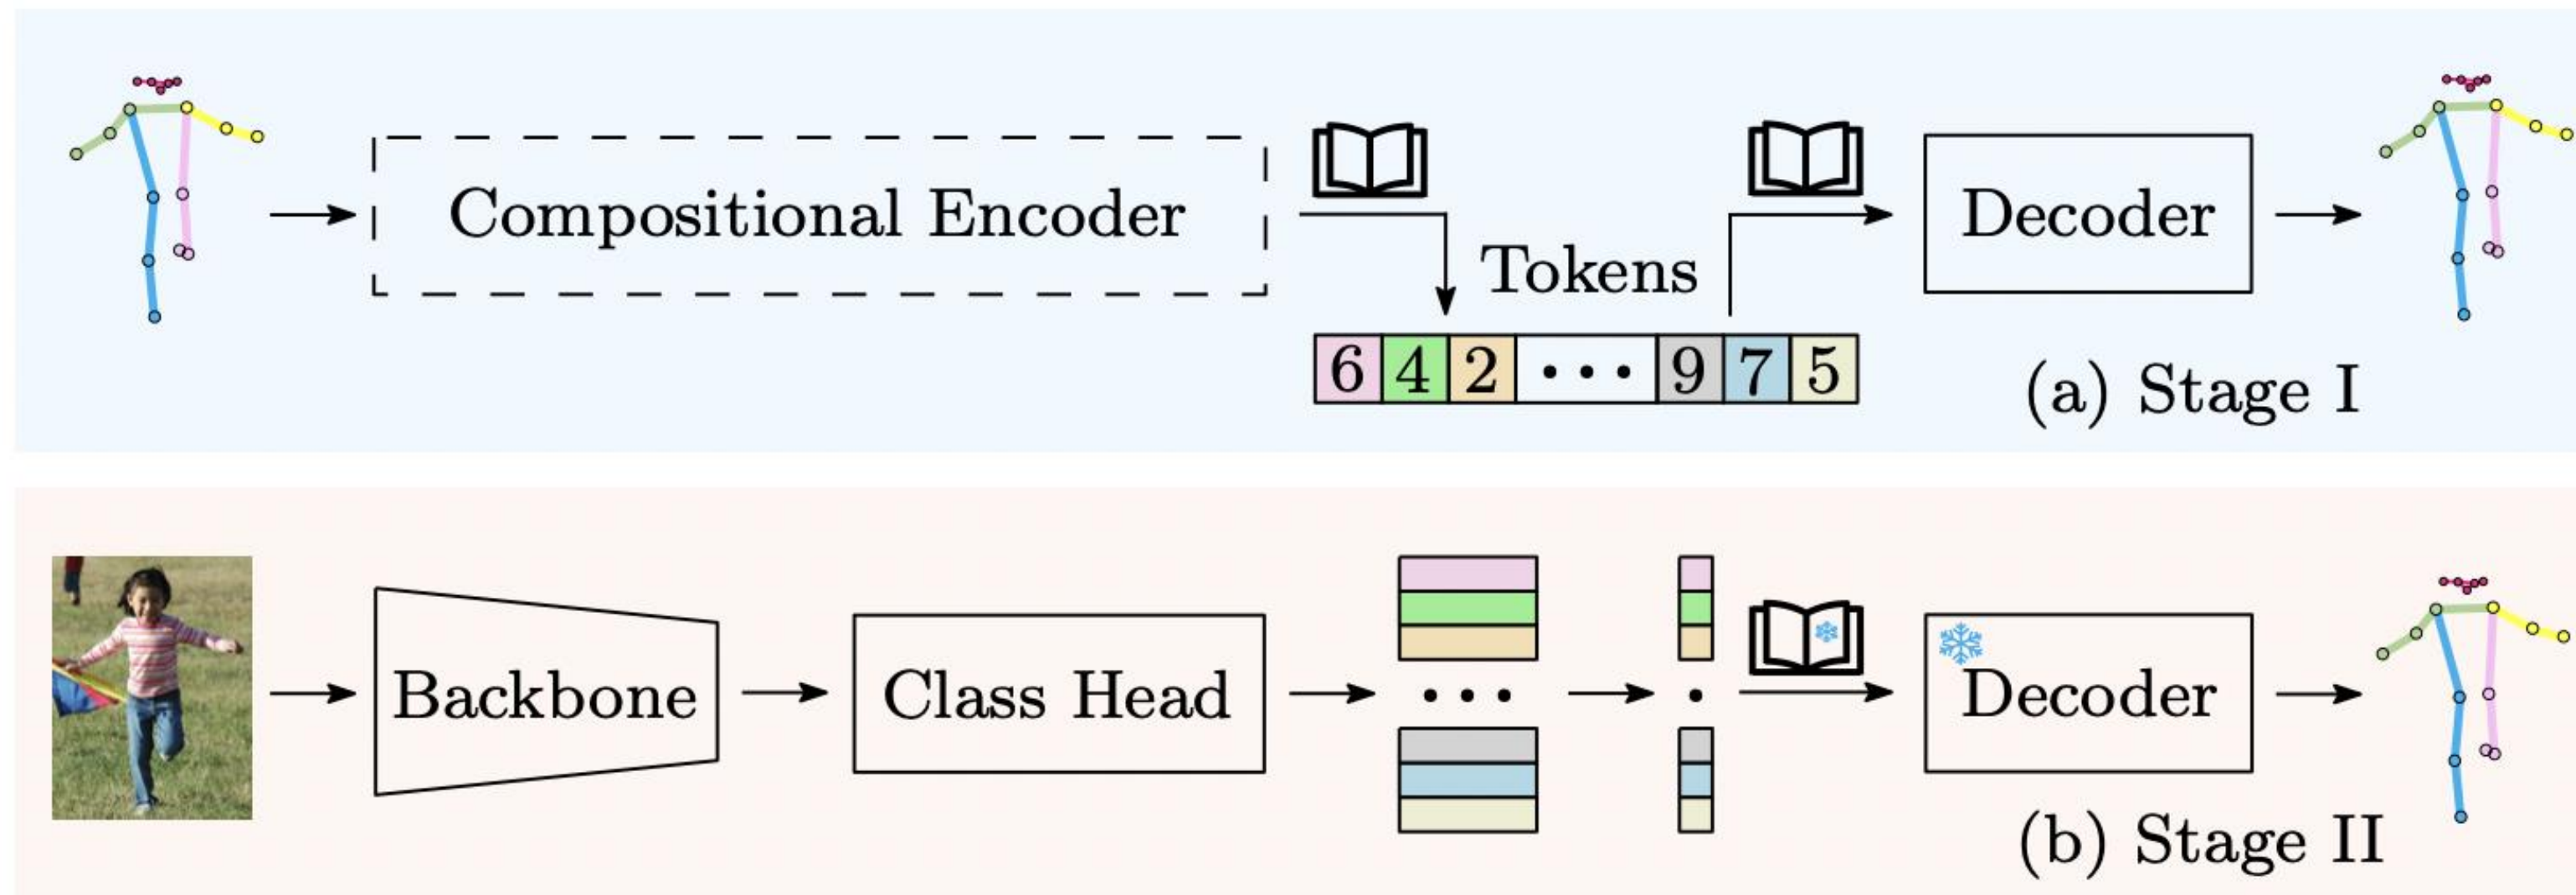 Compositional Encoder
Tokens
6 4 2 ... 9 7 5
Decoder
(a) Stage I
Backbone
Class Head
...
Decoder
(b) Stage II